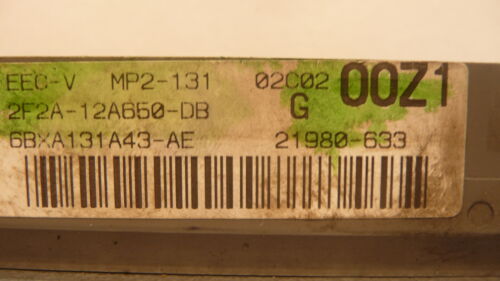 EEC-V MP2-131 02C02 00Z1
2F2A-12A650-DB G
6BXA131A43-AE 21980-633